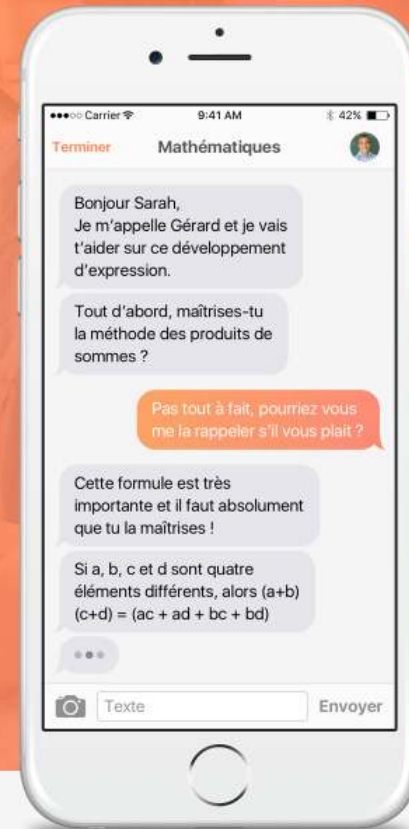 Carrier 9:41 AM 42%
Terminer Mathématiques
Bonjour Sarah,
Je m'appelle Gérard et je vais
t'aider sur ce développement
d'expression.
Tout d'abord, maîtrises-tu
la méthode des produits de
sommes ?
Pas tout à fait, pourriez vous
me la rappeler s'il vous plait ?
Cette formule est très
importante et il faut absolument
que tu la maîtrises !
Si a, b, c et d sont quatre
éléments différents, alors (a+b)
(c+d) = (ac + ad + bc + bd)
Texte Envoyer